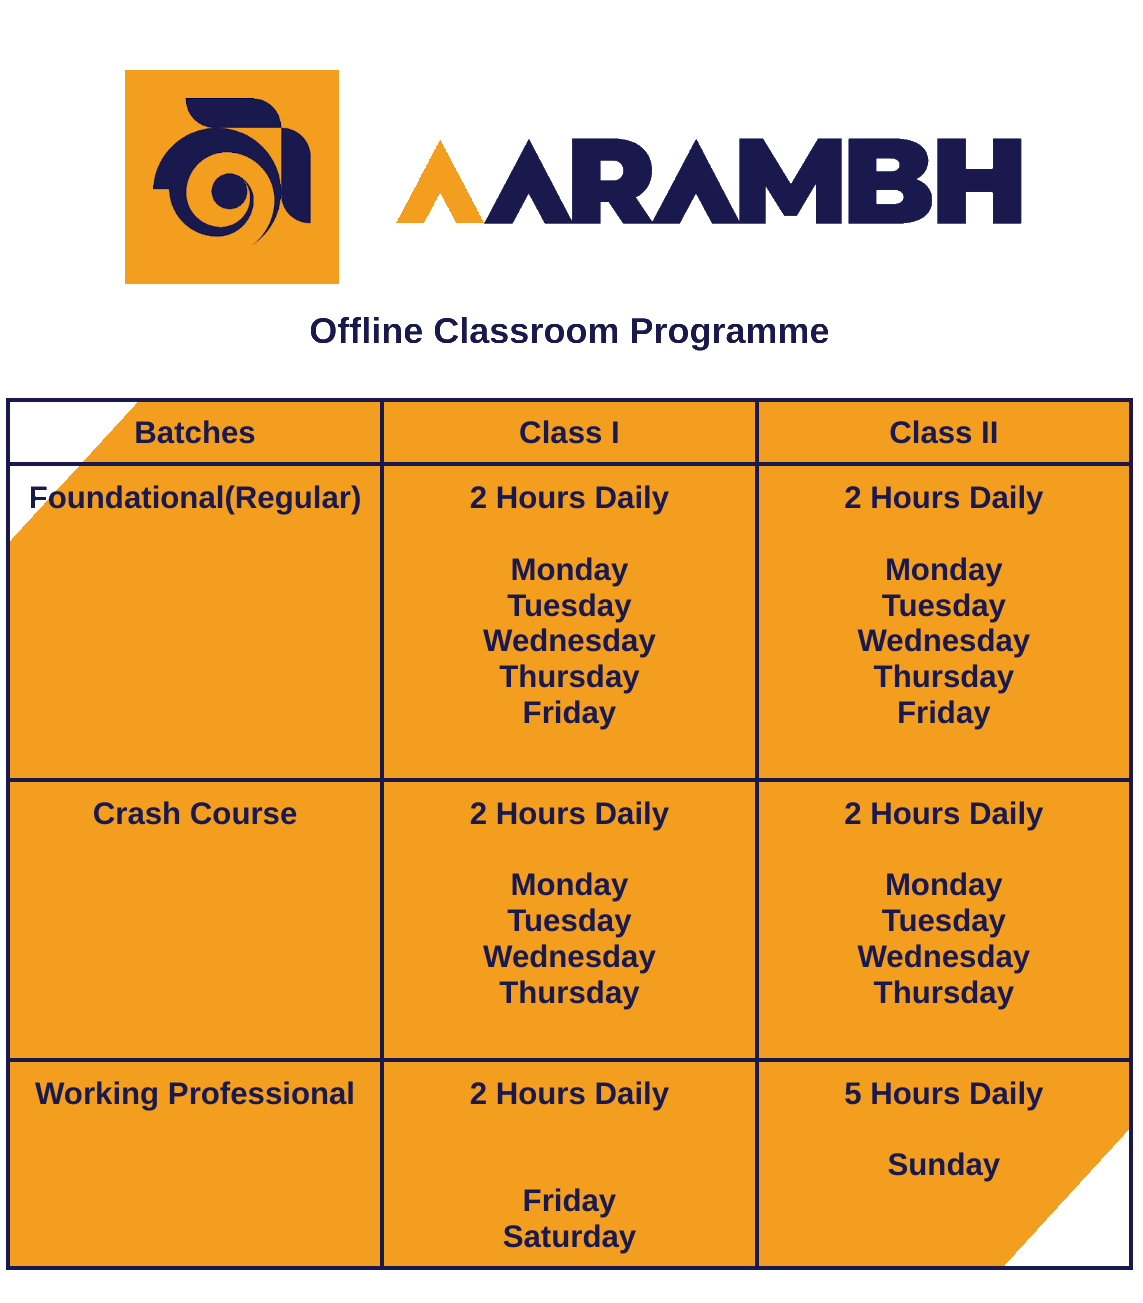 AARAMBH
Offline Classroom Programme
Batches
Class I
Class II
Foundational(Regular)
2 Hours Daily
Monday
Tuesday
Wednesday
Thursday
Friday
2 Hours Daily
Monday
Tuesday
Wednesday
Thursday
Friday
Crash Course
2 Hours Daily
Monday
Tuesday
Wednesday
Thursday
2 Hours Daily
Monday
Tuesday
Wednesday
Thursday
Working Professional
2 Hours Daily
Friday
Saturday
5 Hours Daily
Sunday